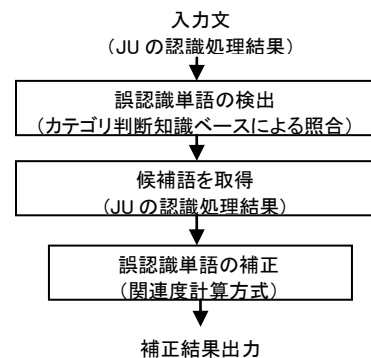 入力文
(JU の認識処理結果)
誤認識単語の検出
(カテゴリ判断知識ベースによる照合)
候補語を取得
(JU の認識処理結果)
誤認識単語の補正
(関連度計算方式)
補正結果出力